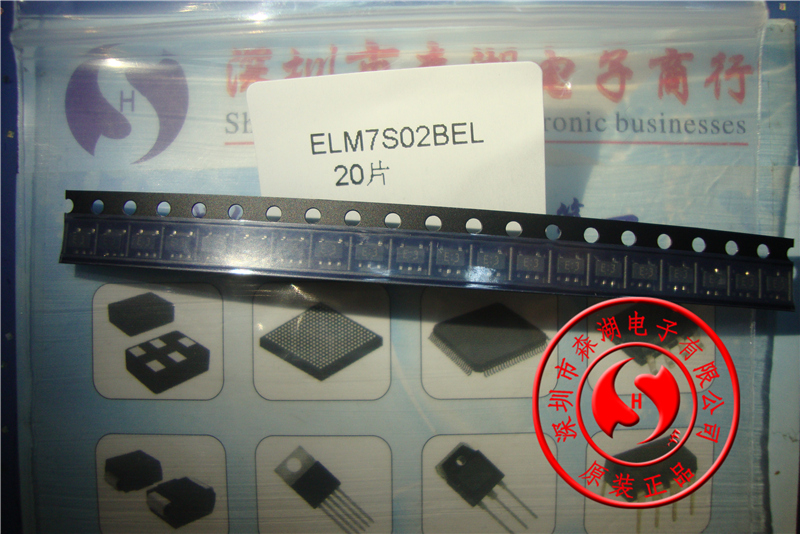 深圳市森湖电子商行
H
onic businesses
ELM7S02BEL
20片
深圳市森湖电子有限公司
H
原装正品